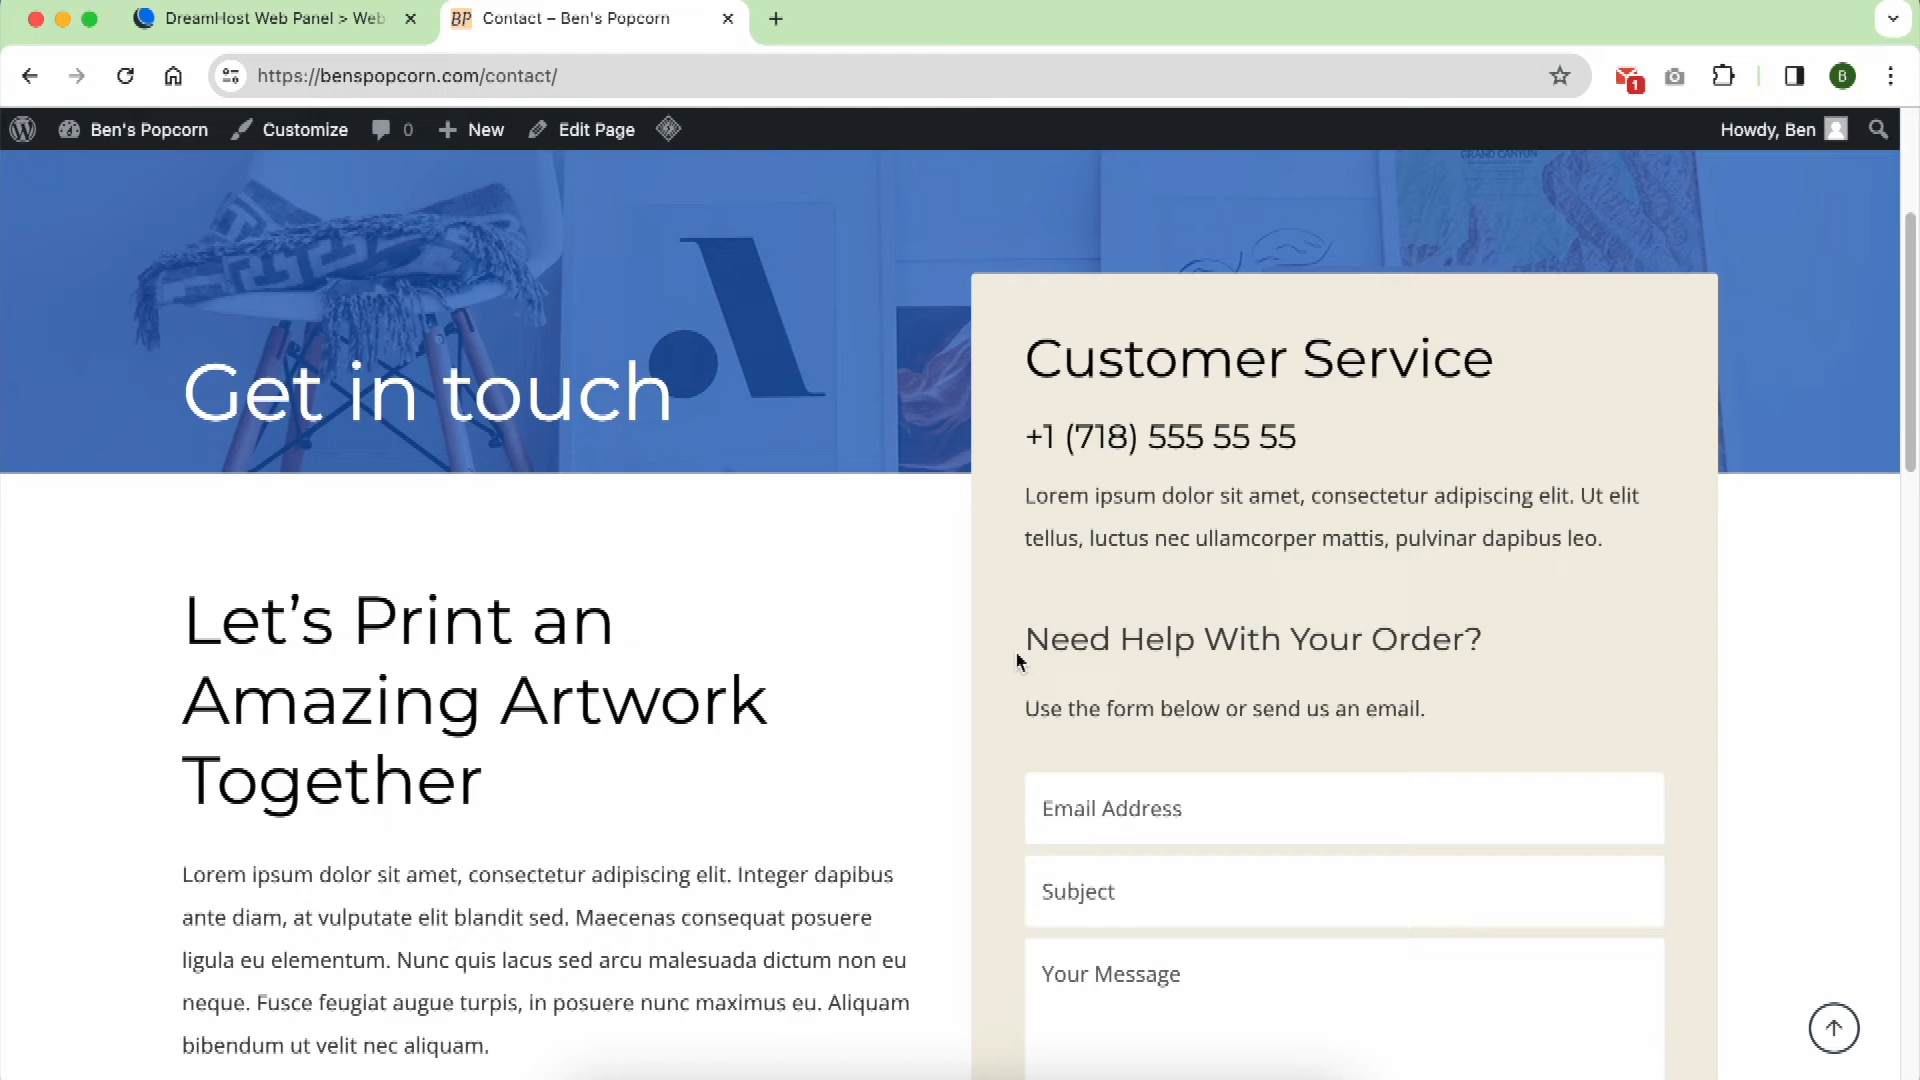 DreamHost Web Panel > Web
BP Contact – Ben's Popcorn
https://benspopcorn.com/contact/
1
B
Ben's Popcorn Customize 0 New Edit Page Howdy, Ben
GRAND CANYON
A
Get in touch
Customer Service
+1 (718) 555 55 55
Lorem ipsum dolor sit amet, consectetur adipiscing elit. Ut elit
tellus, luctus nec ullamcorper mattis, pulvinar dapibus leo.
Need Help With Your Order?
Use the form below or send us an email.
Email Address
Subject
Your Message
Let’s Print an
Amazing Artwork
Together
Lorem ipsum dolor sit amet, consectetur adipiscing elit. Integer dapibus
ante diam, at vulputate elit blandit sed. Maecenas consequat posuere
ligula eu elementum. Nunc quis lacus sed arcu malesuada dictum non eu
neque. Fusce feugiat augue turpis, in posuere nunc maximus eu. Aliquam
bibendum ut velit nec aliquam.